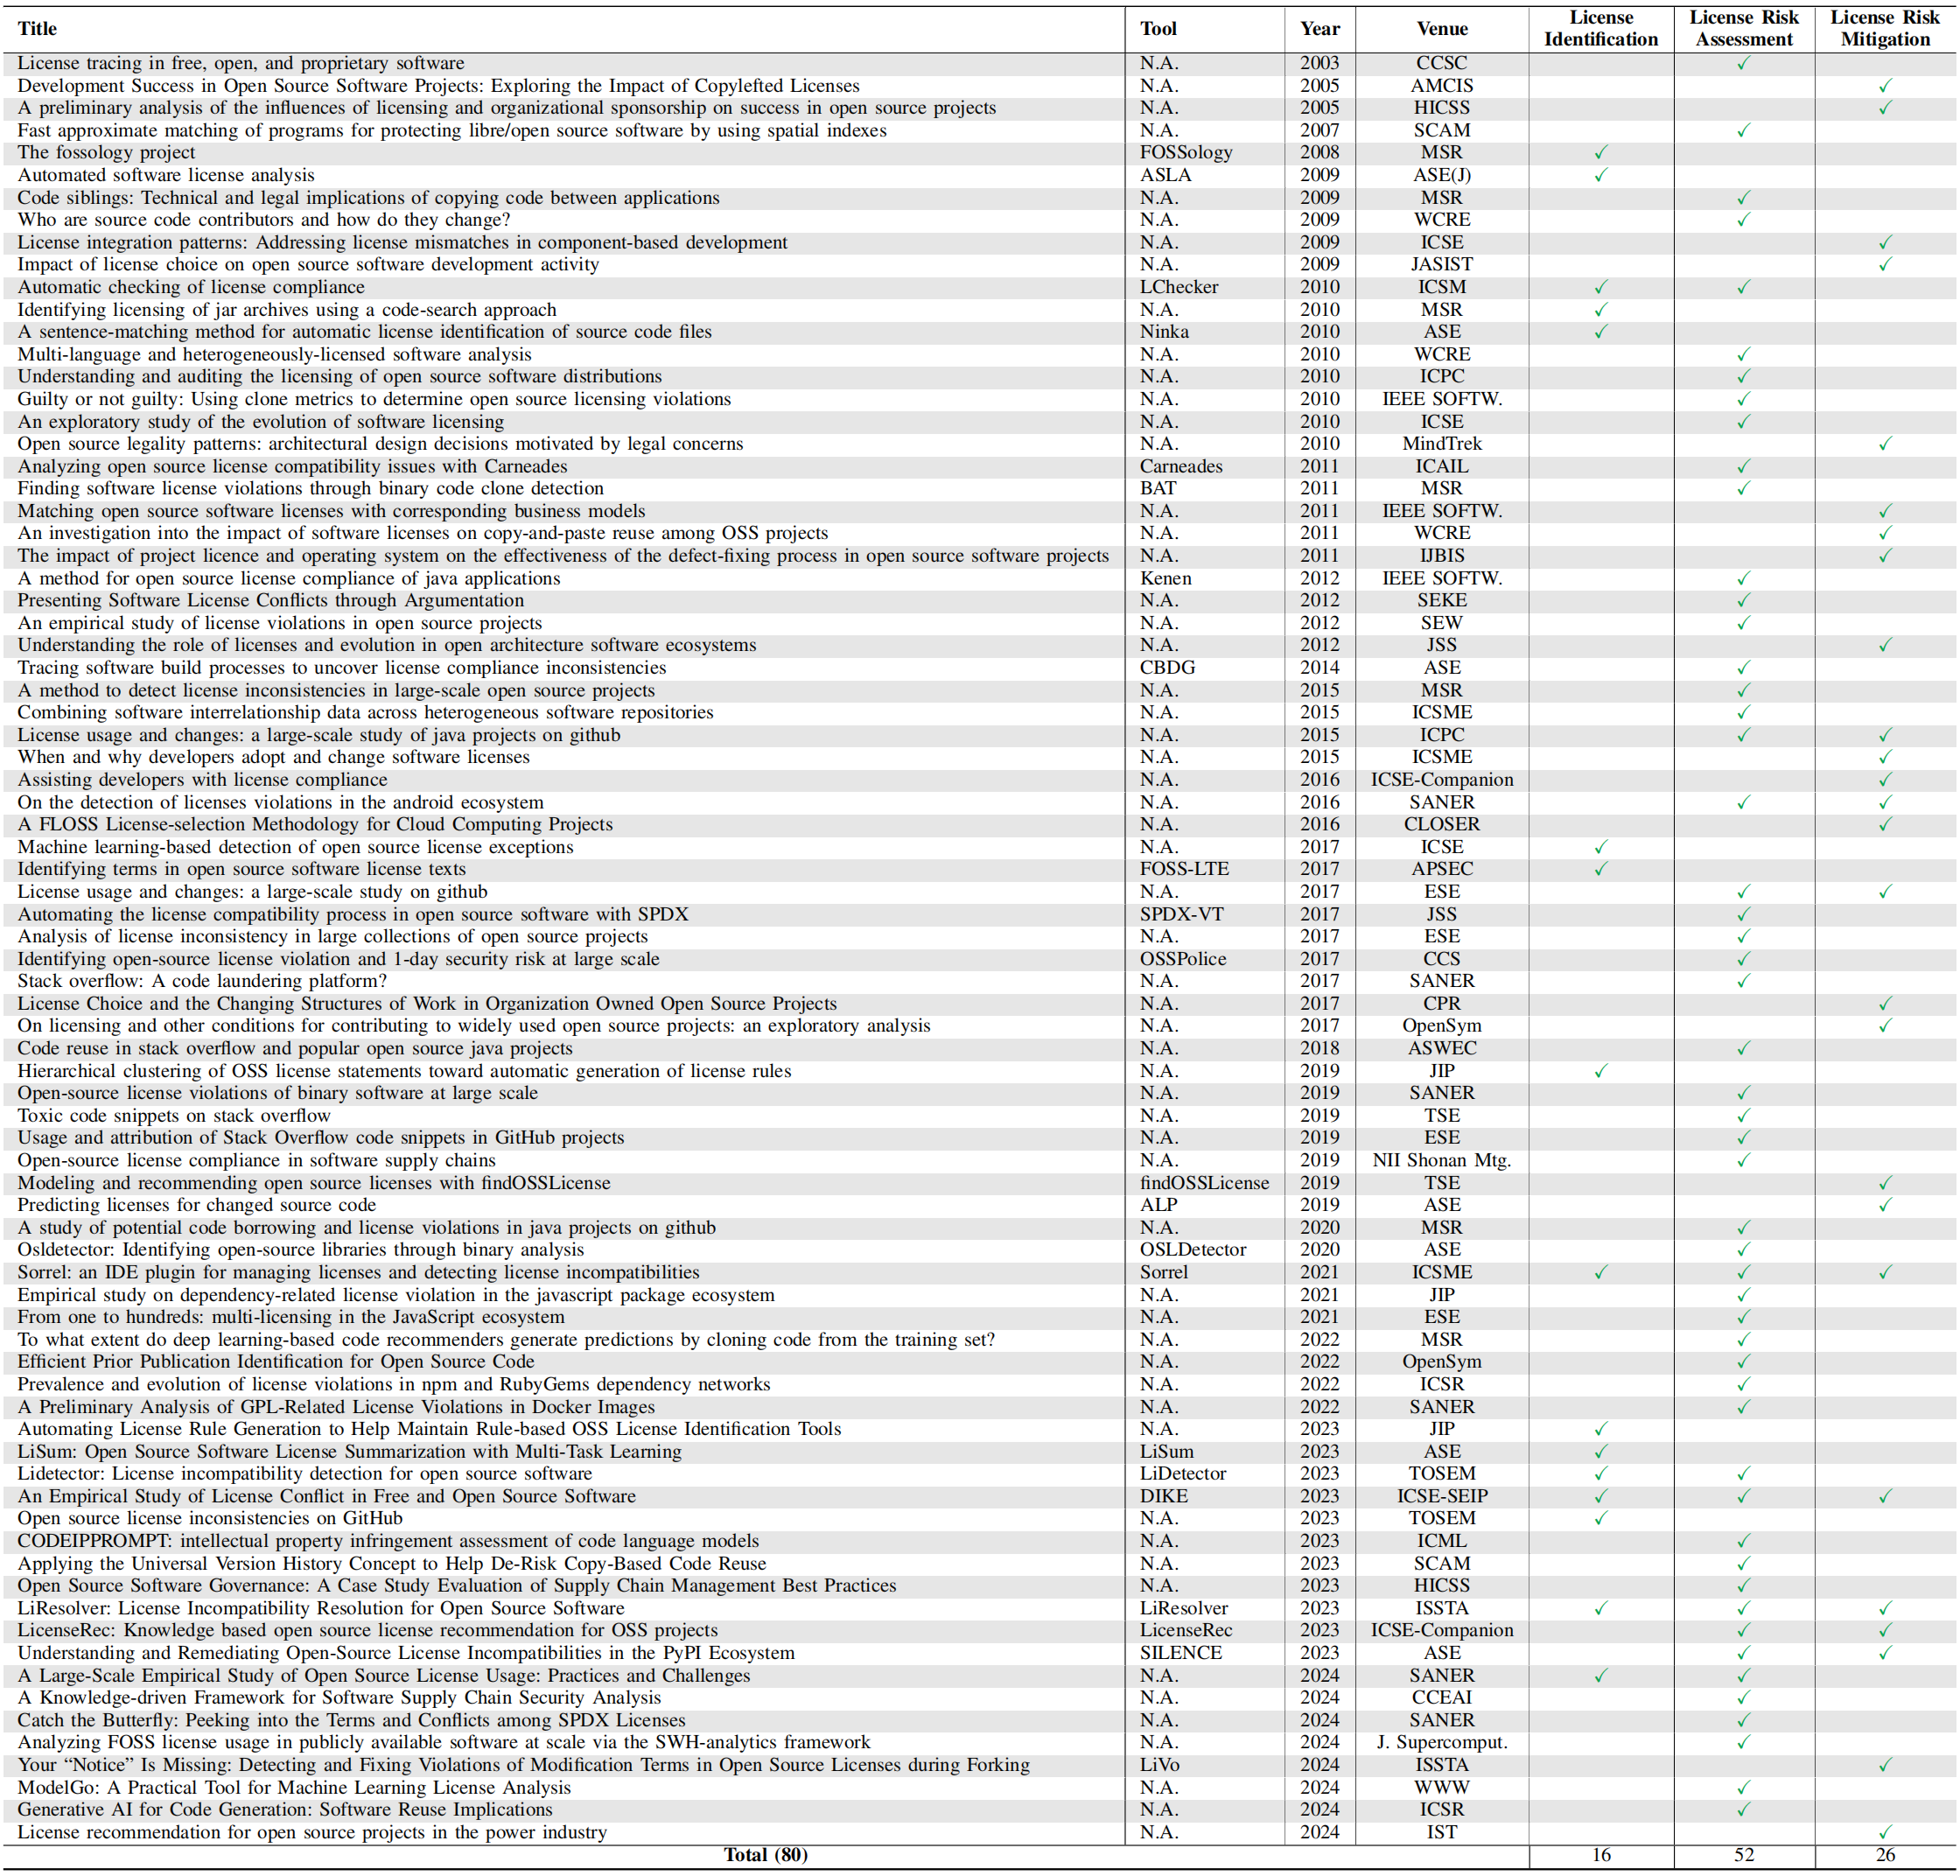 Title Tool Year Venue License Identification License Risk Assessment License Risk Mitigation
License tracing in free, open, and proprietary software N.A. 2003 CCSC ✓
Development Success in Open Source Software Projects: Exploring the Impact of Copylefted Licenses N.A. 2005 AMCIS ✓
A preliminary analysis of the influences of licensing and organizational sponsorship on success in open source projects N.A. 2005 HICSS ✓
Fast approximate matching of programs for protecting libre/open source software by using spatial indexes N.A. 2007 SCAM ✓
The fossology project FOSSology 2008 MSR ✓
Automated software license analysis ASLA 2009 ASE(J) ✓
Code siblings: Technical and legal implications of copying code between applications N.A. 2009 MSR ✓
Who are source code contributors and how do they change? N.A. 2009 WCRE ✓
License integration patterns: Addressing license mismatches in component-based development N.A. 2009 ICSE ✓
Impact of license choice on open source software development activity N.A. 2009 JASIST ✓
Automatic checking of license compliance LChecker 2010 ICSM ✓ ✓
Identifying licensing of jar archives using a code-search approach N.A. 2010 MSR ✓
A sentence-matching method for automatic license identification of source code files Ninka 2010 ASE ✓
Multi-language and heterogeneously-licensed software analysis N.A. 2010 WCRE ✓
Understanding and auditing the licensing of open source software distributions N.A. 2010 ICPC ✓
Guilty or not guilty: Using clone metrics to determine open source licensing violations N.A. 2010 IEEE SOFTW. ✓
An exploratory study of the evolution of software licensing N.A. 2010 ICSE ✓
Open source legality patterns: architectural design decisions motivated by legal concerns N.A. 2010 MindTrek ✓
Analyzing open source license compatibility issues with Carneades Carneades 2011 ICAIL ✓
Finding software license violations through binary code clone detection BAT 2011 MSR ✓
Matching open source software licenses with corresponding business models N.A. 2011 IEEE SOFTW. ✓
An investigation into the impact of software licenses on copy-and-paste reuse among OSS projects N.A. 2011 WCRE ✓
The impact of project licence and operating system on the effectiveness of the defect-fixing process in open source software projects N.A. 2011 IJBIS ✓
A method for open source license compliance of java applications Kenen 2012 IEEE SOFTW. ✓
Presenting Software License Conflicts through Argumentation N.A. 2012 SEKE ✓
An empirical study of license violations in open source projects N.A. 2012 SEW ✓
Understanding the role of licenses and evolution in open architecture software ecosystems N.A. 2012 JSS ✓
Tracing software build processes to uncover license compliance inconsistencies CBDG 2014 ASE ✓
A method to detect license inconsistencies in large-scale open source projects N.A. 2015 MSR ✓
Combining software interrelationship data across heterogeneous software repositories N.A. 2015 ICSME ✓
License usage and changes: a large-scale study of java projects on github N.A. 2015 ICPC ✓ ✓
When and why developers adopt and change software licenses N.A. 2015 ICSME ✓
Assisting developers with license compliance N.A. 2016 ICSE-Companion ✓
On the detection of licenses violations in the android ecosystem N.A. 2016 SANER ✓ ✓
A FLOSS License-selection Methodology for Cloud Computing Projects N.A. 2016 CLOSER ✓
Machine learning-based detection of open source license exceptions N.A. 2017 ICSE ✓
Identifying terms in open source software license texts FOSS-LTE 2017 APSEC ✓
License usage and changes: a large-scale study on github N.A. 2017 ESE ✓ ✓
Automating the license compatibility process in open source software with SPDX SPDX-VT 2017 JSS ✓
Analysis of license inconsistency in large collections of open source projects N.A. 2017 ESE ✓
Identifying open-source license violation and 1-day security risk at large scale OSSPolice 2017 CCS ✓
Stack overflow: A code laundering platform? N.A. 2017 SANER ✓
License Choice and the Changing Structures of Work in Organization Owned Open Source Projects N.A. 2017 CPR ✓
On licensing and other conditions for contributing to widely used open source projects: an exploratory analysis N.A. 2017 OpenSym ✓
Code reuse in stack overflow and popular open source java projects N.A. 2018 ASWEC ✓
Hierarchical clustering of OSS license statements toward automatic generation of license rules N.A. 2019 JIP ✓
Open-source license violations of binary software at large scale N.A. 2019 SANER ✓
Toxic code snippets on stack overflow N.A. 2019 TSE ✓
Usage and attribution of Stack Overflow code snippets in GitHub projects N.A. 2019 ESE ✓
Open-source license compliance in software supply chains N.A. 2019 NII Shonan Mtg. ✓
Modeling and recommending open source licenses with findOSSLicense findOSSLicense 2019 TSE ✓
Predicting licenses for changed source code ALP 2019 ASE ✓
A study of potential code borrowing and license violations in java projects on github N.A. 2020 MSR ✓
Osldetector: Identifying open-source libraries through binary analysis OSLDetector 2020 ASE ✓
Sorrel: an IDE plugin for managing licenses and detecting license incompatibilities Sorrel 2021 ICSME ✓ ✓ ✓
Empirical study on dependency-related license violation in the javascript package ecosystem N.A. 2021 JIP ✓
From one to hundreds: multi-licensing in the JavaScript ecosystem N.A. 2021 ESE ✓
To what extent do deep learning-based code recommenders generate predictions by cloning code from the training set? N.A. 2022 MSR ✓
Efficient Prior Publication Identification for Open Source Code N.A. 2022 OpenSym ✓
Prevalence and evolution of license violations in npm and RubyGems dependency networks N.A. 2022 ICSR ✓
A Preliminary Analysis of GPL-Related License Violations in Docker Images N.A. 2022 SANER ✓
Automating License Rule Generation to Help Maintain Rule-based OSS License Identification Tools N.A. 2023 JIP ✓
LiSum: Open Source Software License Summarization with Multi-Task Learning LiSum 2023 ASE ✓
Lidetector: License incompatibility detection for open source software LiDetector 2023 TOSEM ✓ ✓
An Empirical Study of License Conflict in Free and Open Source Software DIKE 2023 ICSE-SEIP ✓ ✓ ✓
Open source license inconsistencies on GitHub N.A. 2023 TOSEM ✓
CODEIPPROMPT: intellectual property infringement assessment of code language models N.A. 2023 ICML ✓
Applying the Universal Version History Concept to Help De-Risk Copy-Based Code Reuse N.A. 2023 SCAM ✓
Open Source Software Governance: A Case Study Evaluation of Supply Chain Management Best Practices N.A. 2023 HICSS ✓
LiResolver: License Incompatibility Resolution for Open Source Software LiResolver 2023 ISSTA ✓ ✓ ✓
LicenseRec: Knowledge based open source license recommendation for OSS projects LicenseRec 2023 ICSE-Companion ✓ ✓
Understanding and Remediating Open-Source License Incompatibilities in the PyPI Ecosystem SILENCE 2023 ASE ✓ ✓
A Large-Scale Empirical Study of Open Source License Usage: Practices and Challenges N.A. 2024 SANER ✓ ✓
A Knowledge-driven Framework for Software Supply Chain Security Analysis N.A. 2024 CCEAI ✓
Catch the Butterfly: Peeking into the Terms and Conflicts among SPDX Licenses N.A. 2024 SANER ✓
Analyzing FOSS license usage in publicly available software at scale via the SWH-analytics framework N.A. 2024 J. Supercomput. ✓
Your “Notice” Is Missing: Detecting and Fixing Violations of Modification Terms in Open Source Licenses during Forking LiVo 2024 ISSTA ✓
ModelGo: A Practical Tool for Machine Learning License Analysis N.A. 2024 WWW ✓
Generative AI for Code Generation: Software Reuse Implications N.A. 2024 ICSR ✓
License recommendation for open source projects in the power industry N.A. 2024 IST ✓
Total (80) 16 52 26